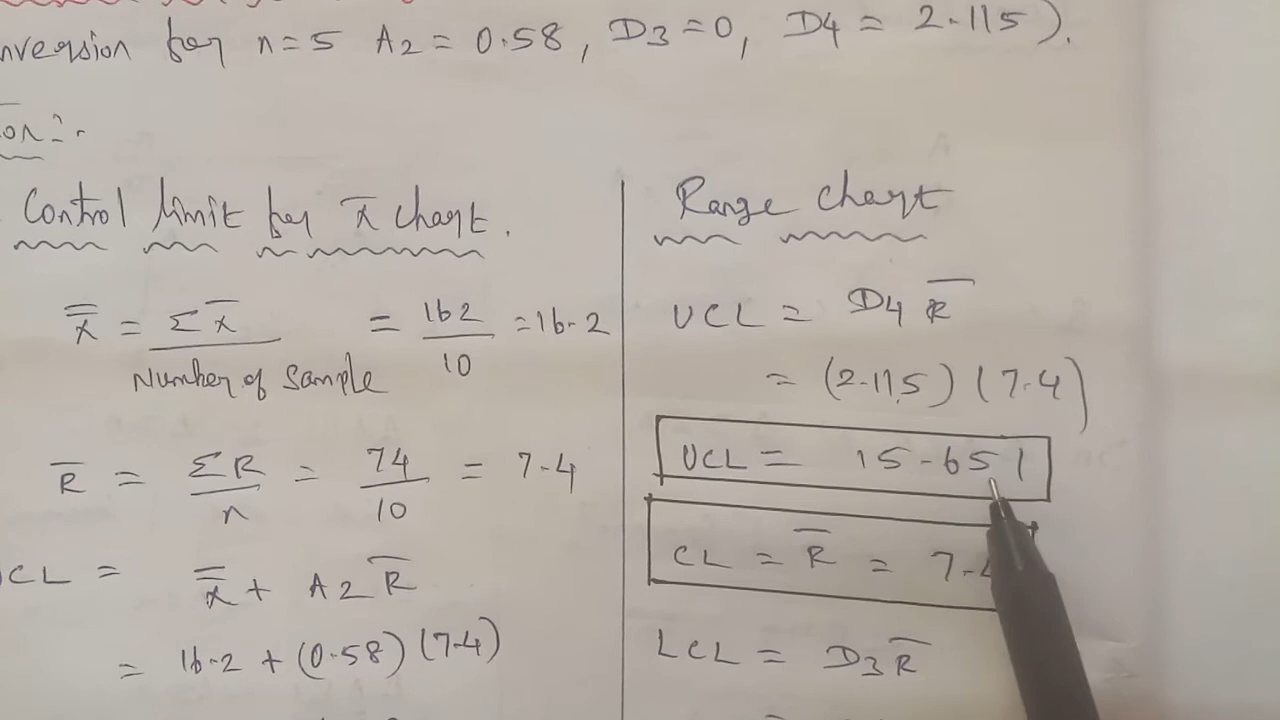 nversion for n=5 A2 = 0.58, D3=0, D4 = 2.115).
on:-
Control limit for x̄ chart.
x̿ = Σx̄ / Number of Sample = 162/10 = 16.2
R̄ = ΣR/n = 74/10 = 7.4
CL = x̿ + A2 R̄
= 16.2 + (0.58) (7.4)
Range chart
UCL = D4 R̄
= (2.115) (7.4)
UCL = 15.651
CL = R̄ = 7.4
LCL = D3 R̄